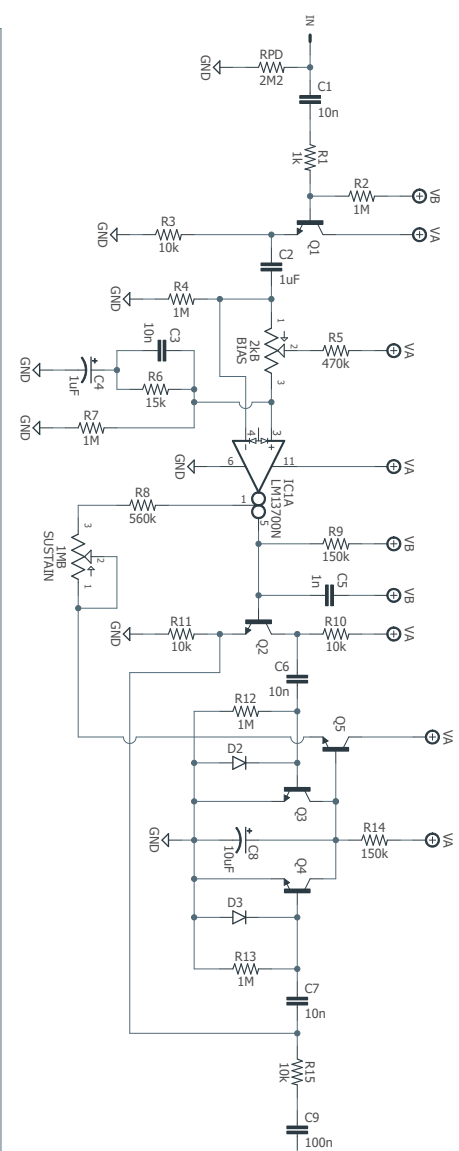 IN
RPD
2M2
GND
C1
10n
R1
1k
R2
1M
VB
VA
Q1
R3
10k
GND
C2
1uF
R4
1M
GND
C3
10n
1
2
3
2kB
BIAS
R5
470k
VA
R6
15k
C4
1uF
GND
R7
1M
GND
4
3
6
11
GND
VA
IC1A
LM13700N
1
5
R8
560k
3
2
1
1MB
SUSTAIN
R9
150k
VB
C5
1n
VB
R11
10k
GND
Q2
R10
10k
VA
C6
10n
R12
1M
Q5
VA
D2
Q3
R14
150k
VA
GND
C8
10uF
Q4
D3
R13
1M
C7
10n
R15
10k
C9
100n